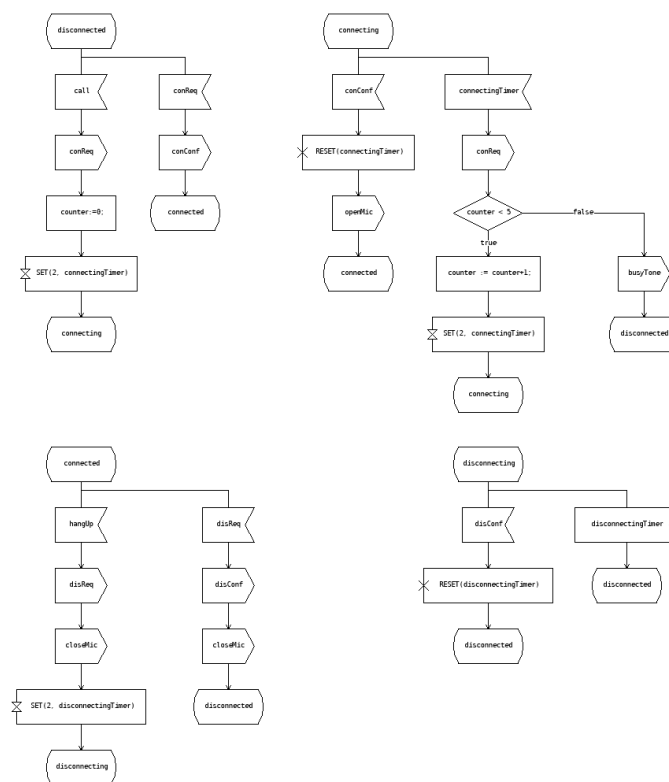 disconnected
call
conReq
conReq
conConf
counter:=0;
connected
SET(2, connectingTimer)
connecting
connecting
conConf
connectingTimer
RESET(connectingTimer)
conReq
openMic
counter < 5
false
true
connected
counter := counter+1;
busyTone
SET(2, connectingTimer)
disconnected
connecting
connected
hangUp
disReq
disReq
disConf
closeMic
closeMic
SET(2, disconnectingTimer)
disconnected
disconnecting
disconnecting
disConf
disconnectingTimer
RESET(disconnectingTimer)
disconnected
disconnected